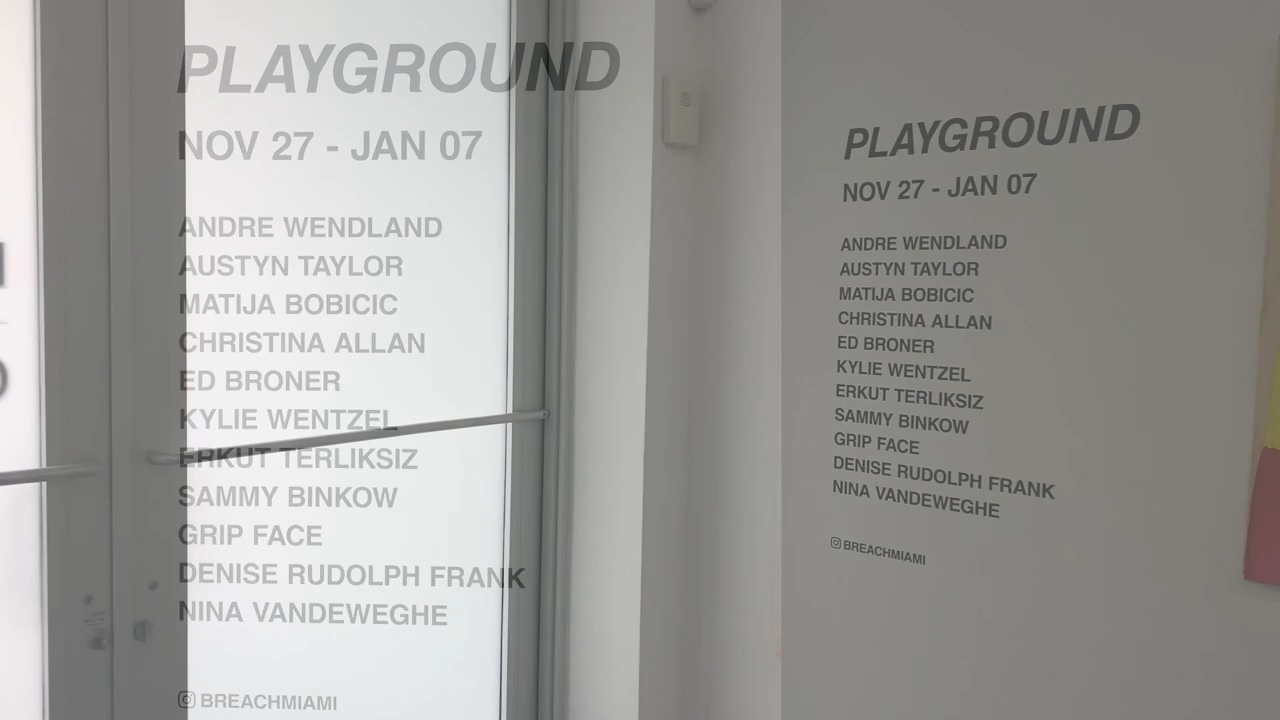 PLAYGROUND
NOV 27 - JAN 07
ANDRE WENDLAND
AUSTYN TAYLOR
MATIJA BOBICIC
CHRISTINA ALLAN
ED BRONER
KYLIE WENTZEL
ERKUT TERLIKSIZ
SAMMY BINKOW
GRIP FACE
DENISE RUDOLPH FRANK
NINA VANDEWEGHE
BREACHMIAMI
PLAYGROUND
NOV 27 - JAN 07
ANDRE WENDLAND
AUSTYN TAYLOR
MATIJA BOBICIC
CHRISTINA ALLAN
ED BRONER
KYLIE WENTZEL
ERKUT TERLIKSIZ
SAMMY BINKOW
GRIP FACE
DENISE RUDOLPH FRANK
NINA VANDEWEGHE
BREACHMIAMI